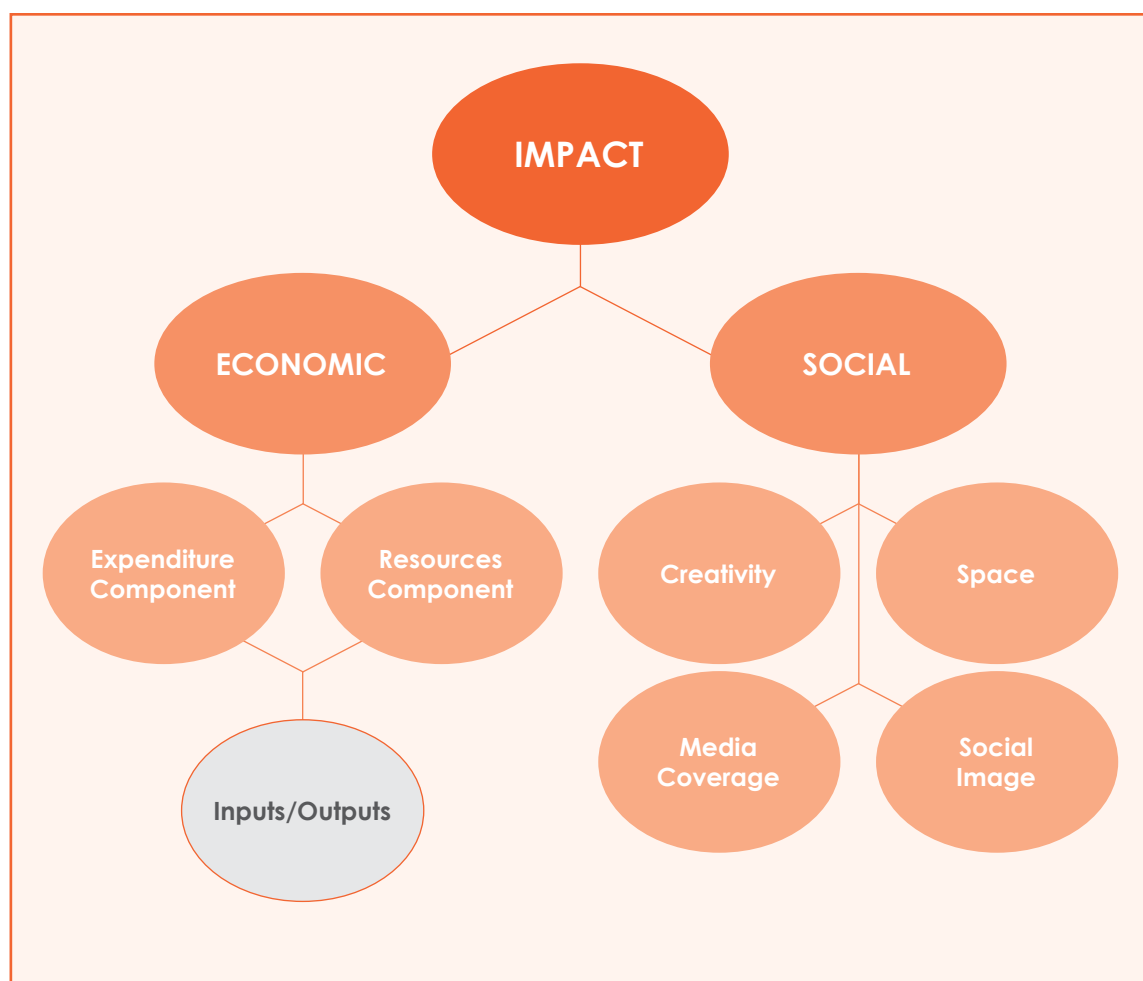 IMPACT
ECONOMIC
SOCIAL
Expenditure
Component
Resources
Component
Creativity
Space
Media
Coverage
Social
Image
Inputs/Outputs